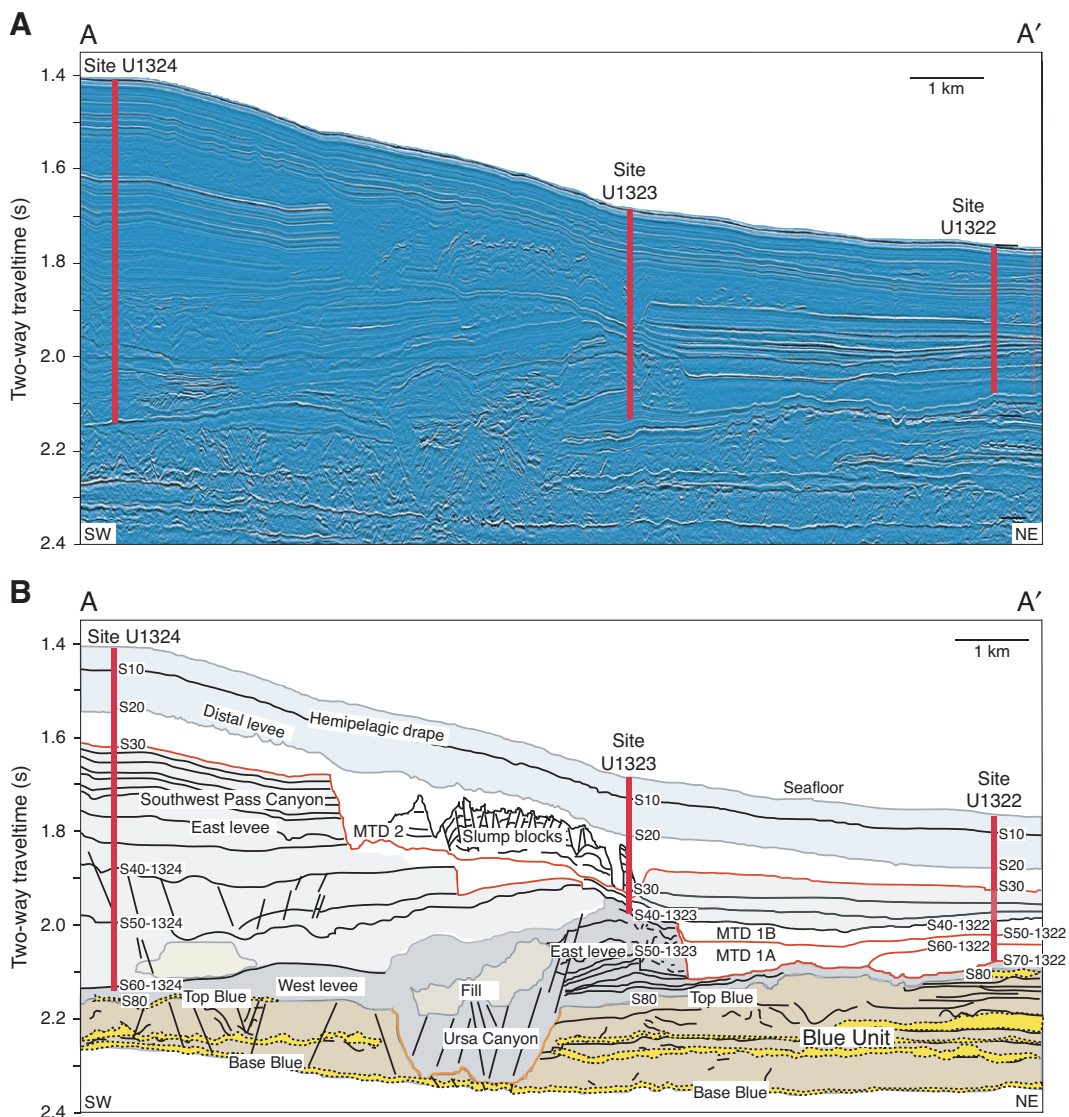 A
A
A′
Site U1324
1 km
Site
U1323
Site
U1322
Two-way traveltime (s)
1.4
1.6
1.8
2.0
2.2
2.4
SW
NE
B
A
A′
Site U1324
1 km
Site
U1323
Site
U1322
Two-way traveltime (s)
1.4
1.6
1.8
2.0
2.2
2.4
S10
S20
Distal levee
Hemipelagic drape
Seafloor
S10
S10
S30
Southwest Pass Canyon
East levee
MTD 2
Slump blocks
S20
S20
S30
S30
S40-1324
S50-1324
S40-1323
S50-1323
East levee
MTD 1B
MTD 1A
S40-1322
S50-1322
S60-1322
S70-1322
S80
S60-1324
S80
Top Blue
West levee
Fill
S80
Top Blue
Ursa Canyon
Blue Unit
Base Blue
Base Blue
SW
NE